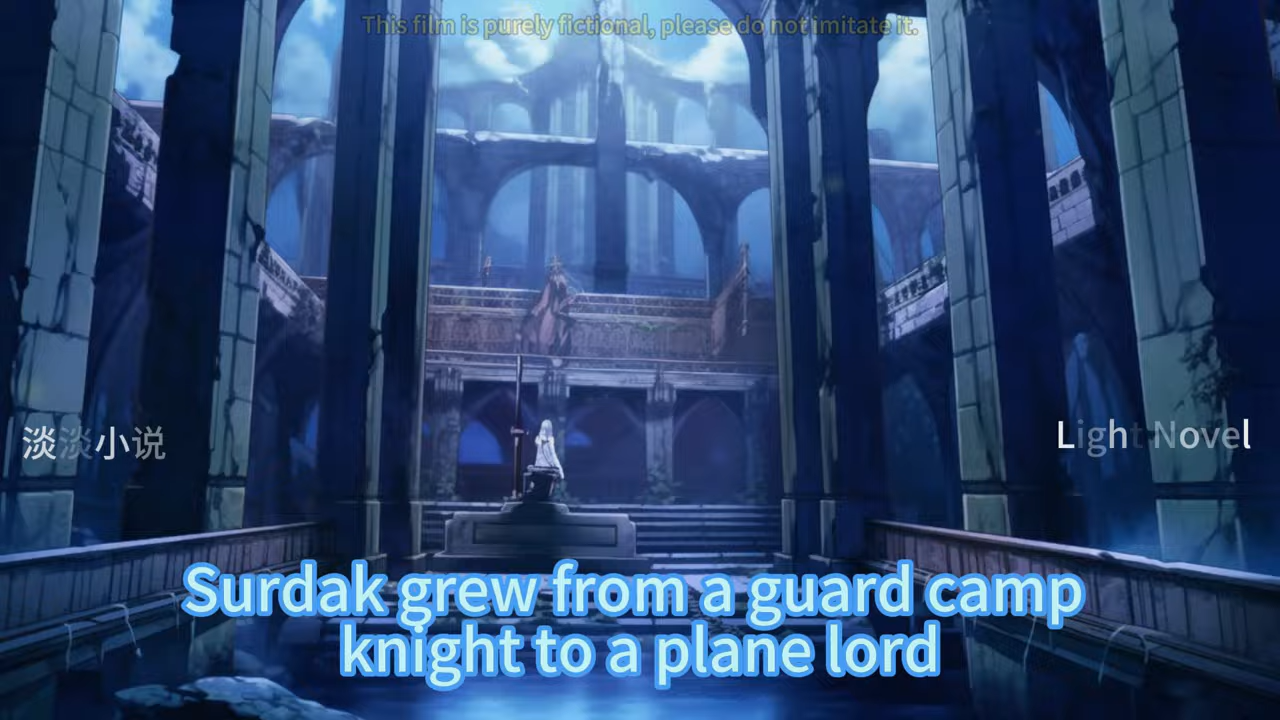 This film is purely fictional, please do not imitate it.
淡淡小说
Light Novel
Surdak grew from a guard camp
knight to a plane lord